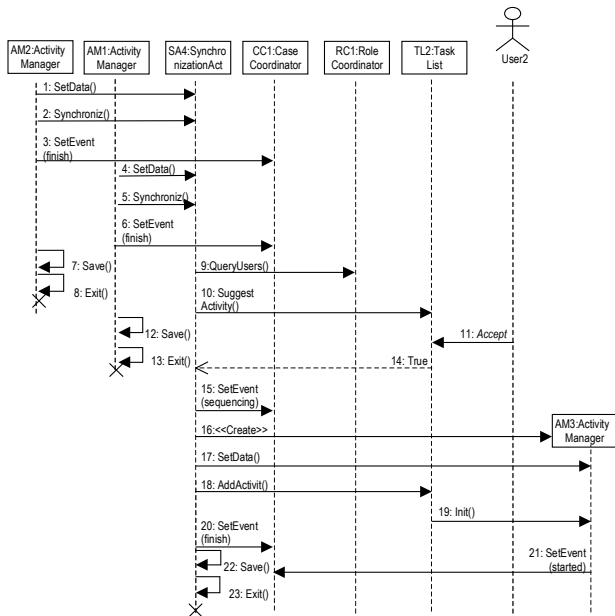 User2
AM2:Activity
Manager
AM1:Activity
Manager
SA4:Synchro
nizationAct
CC1:Case
Coordinator
RC1:Role
Coordinator
TL2:Task
List
1: SetData()
2: Synchroniz()
3: SetEvent
(finish)
4: SetData()
5: Synchroniz()
6: SetEvent
(finish)
7: Save()
8: Exit()
9:QueryUsers()
10: Suggest
Activity()
11: Accept
12: Save()
13: Exit()
14: True
15: SetEvent
(sequencing)
16:<<Create>>
AM3:Activity
Manager
17: SetData()
18: AddActivit()
19: Init()
20: SetEvent
(finish)
21: SetEvent
(started)
22: Save()
23: Exit()